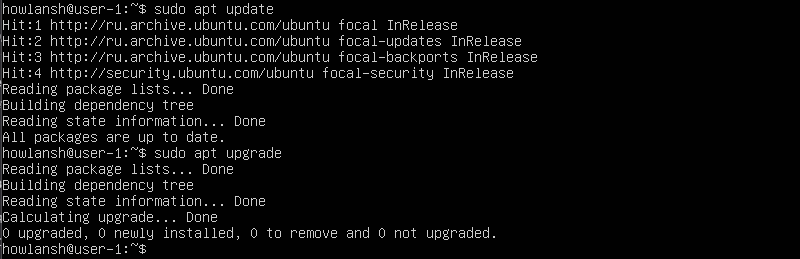 howlansh@user-1:~$ sudo apt update
Hit:1 http://ru.archive.ubuntu.com/ubuntu focal InRelease
Hit:2 http://ru.archive.ubuntu.com/ubuntu focal-updates InRelease
Hit:3 http://ru.archive.ubuntu.com/ubuntu focal-backports InRelease
Hit:4 http://security.ubuntu.com/ubuntu focal-security InRelease
Reading package lists... Done
Building dependency tree
Reading state information... Done
All packages are up to date.
howlansh@user-1:~$ sudo apt upgrade
Reading package lists... Done
Building dependency tree
Reading state information... Done
Calculating upgrade... Done
0 upgraded, 0 newly installed, 0 to remove and 0 not upgraded.
howlansh@user-1:~$